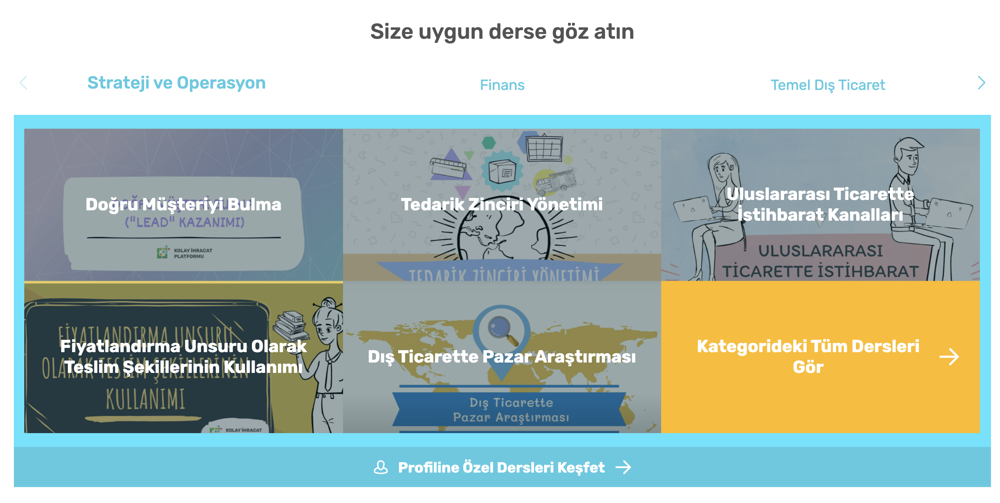 Size uygun derse göz atın
Strateji ve Operasyon
Finans
Temel Dış Ticaret
Doğru Müşteriyi Bulma
("LEAD" KAZANIMI)
KOLAY İHRACAT
PLATFORMU
Tedarik Zinciri Yönetimi
TEDARİK ZİNCİRİ YÖNETİMİ
Uluslararası Ticarette
İstihbarat Kanalları
ULUSLARARASI
TİCARETTE İSTİHBARAT
FİYATLANDIRMA UNSURU
Fiyatlandırma Unsuru Olarak
OLARAK TESLİM ŞEKİLLERİNİN
Teslim Şekillerinin Kullanımı
KULLANIMI
KOLAY İHRACAT
Dış Ticarette Pazar Araştırması
Dış Ticarette
Pazar Araştırması
Kategorideki Tüm Dersleri
Gör
Profiline Özel Dersleri Keşfet